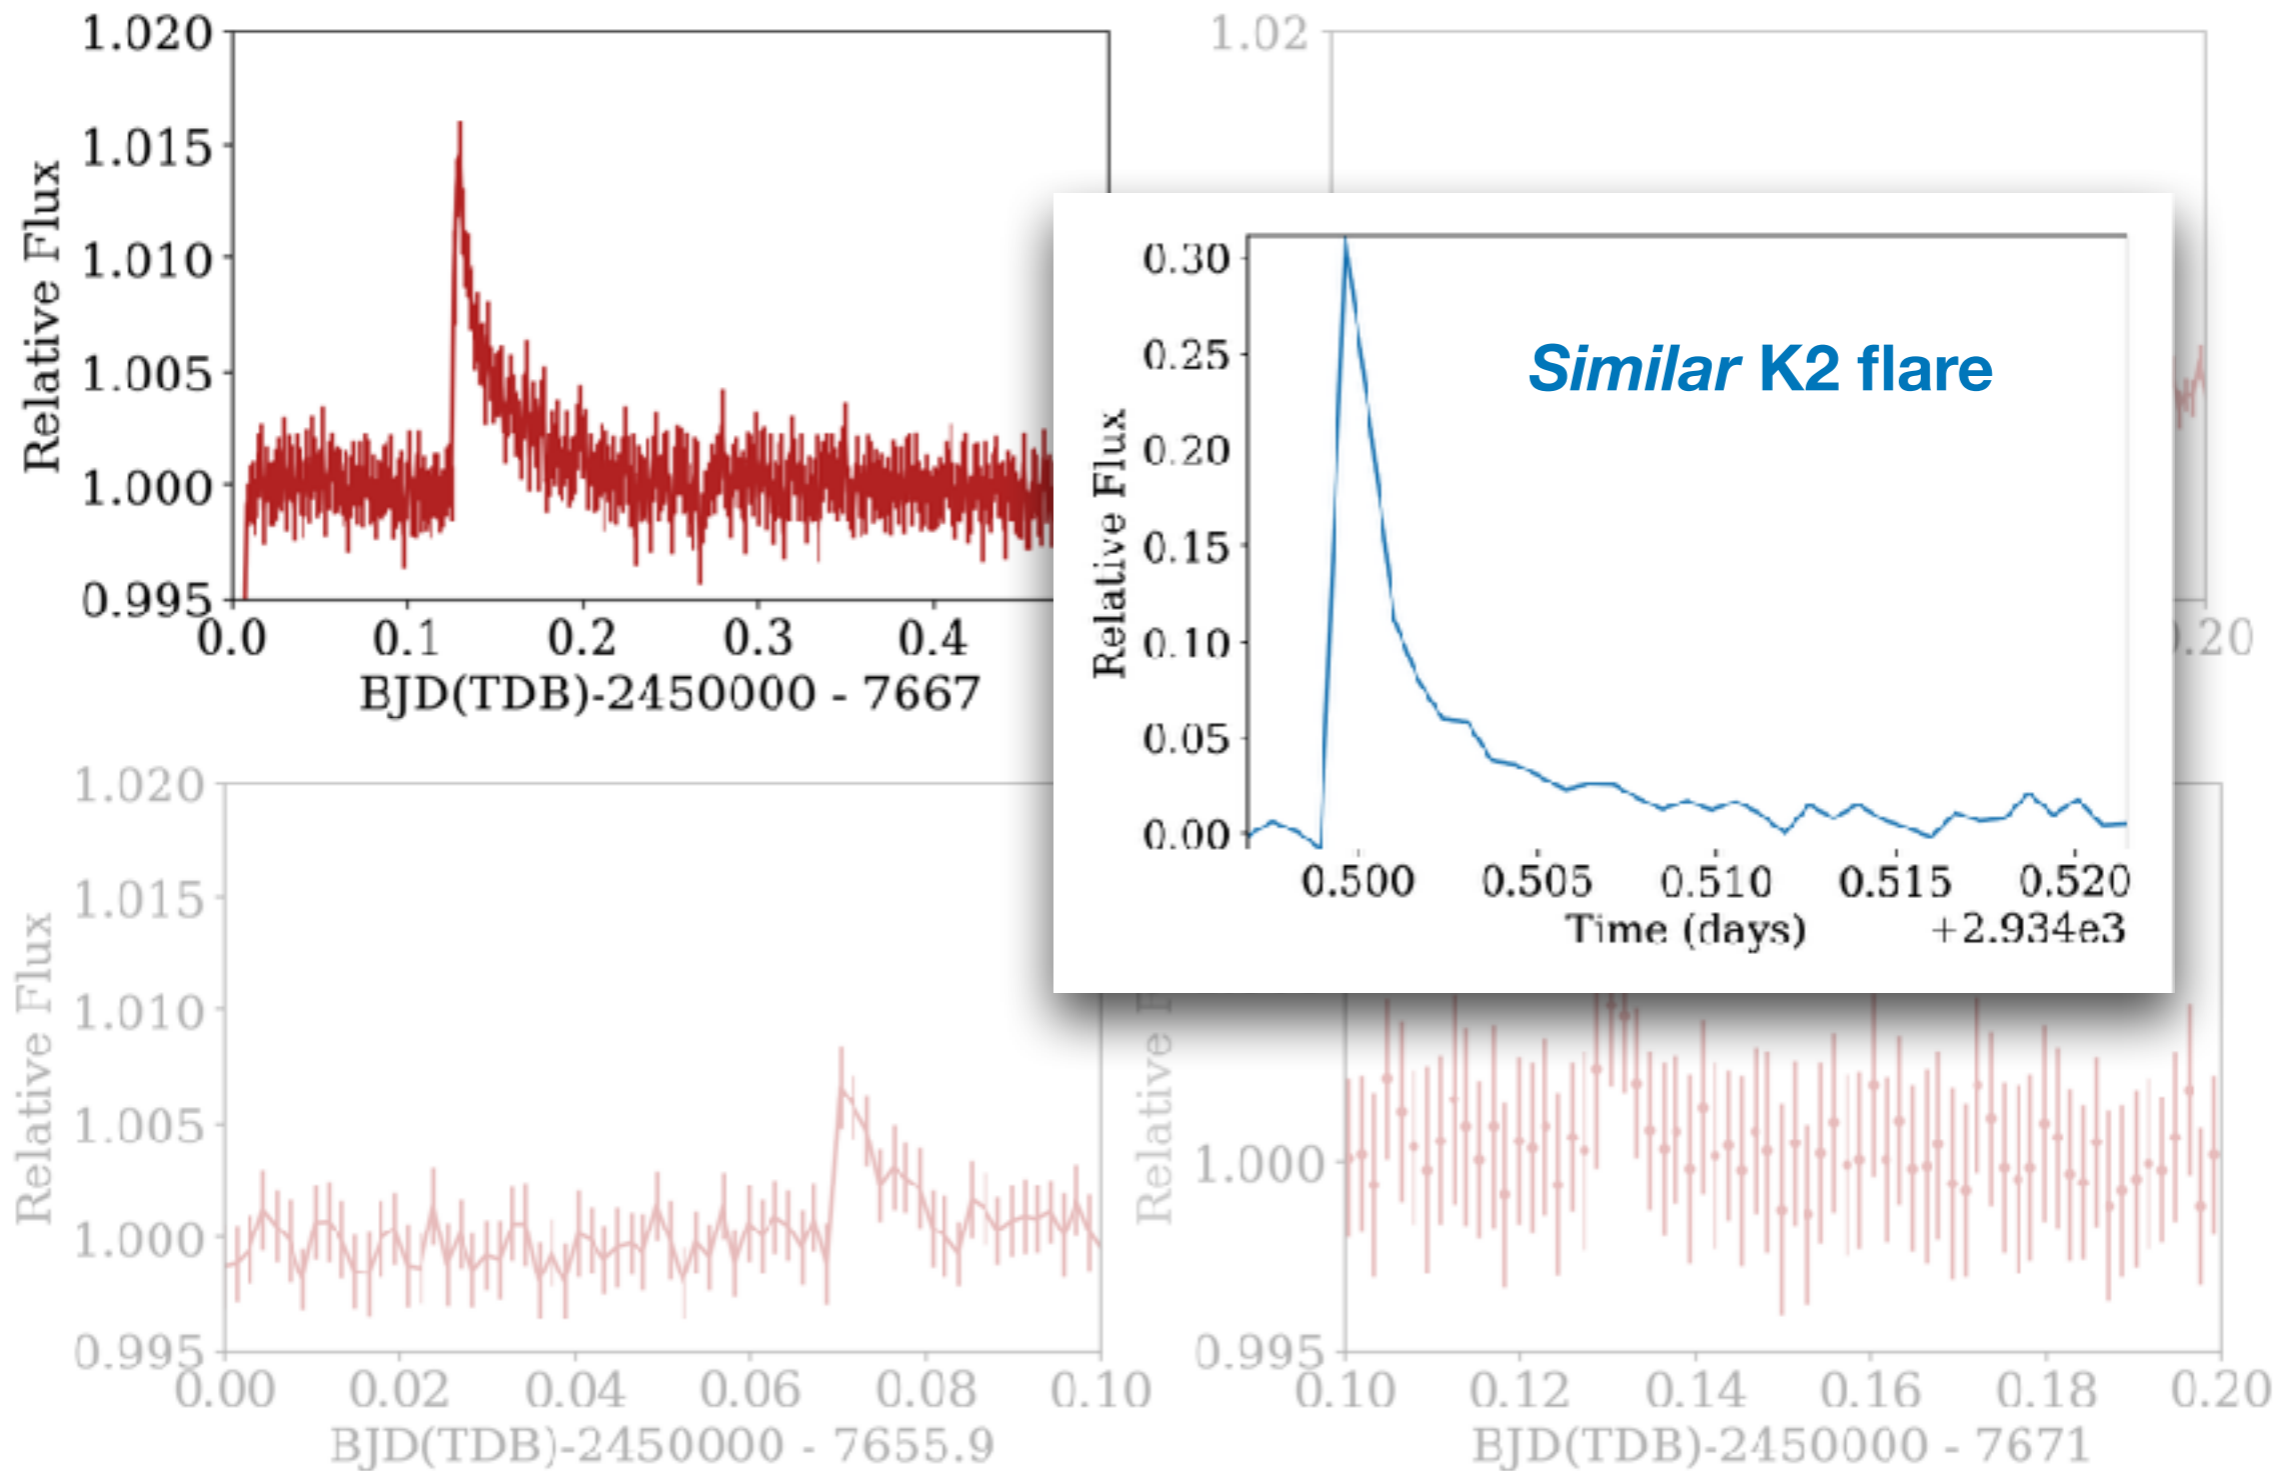 1.020
1.015
1.010
1.005
1.000
0.995
Relative Flux
0.0 0.1 0.2 0.3 0.4
BJD(TDB)-2450000 - 7667
1.02
.20
0.30
0.25
0.20
0.15
0.10
0.05
0.00
Relative Flux
Similar K2 flare
0.500 0.505 0.510 0.515 0.520
Time (days) +2.934e3
1.020
1.015
1.010
1.005
1.000
0.995
Relative Flux
0.00 0.02 0.04 0.06 0.08 0.10
BJD(TDB)-2450000 - 7655.9
1.000
0.995
Relative
0.10 0.12 0.14 0.16 0.18 0.20
BJD(TDB)-2450000 - 7671